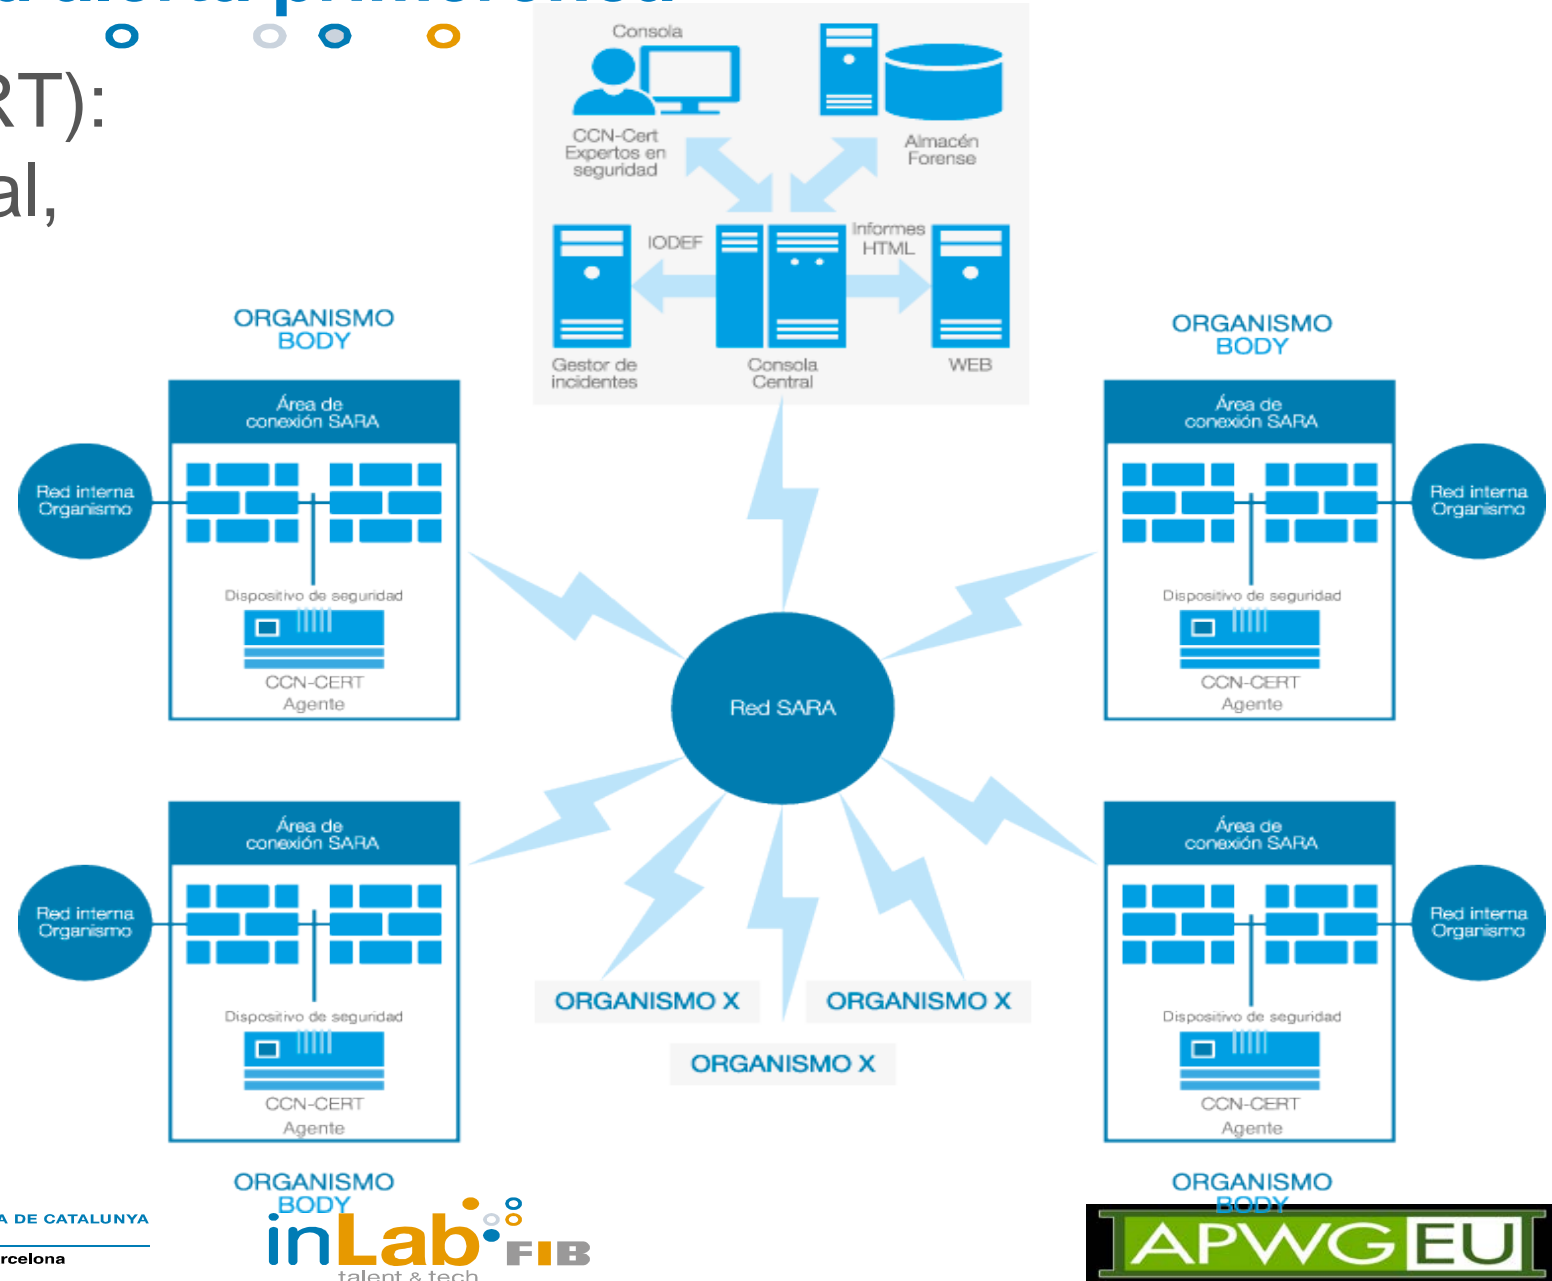 a alerta primerenca
RT):
al,
Consola
CCN-Cert
Expertos en
seguridad
Almacén
Forense
IODEF
Informes
HTML
Gestor de
incidentes
Consola
Central
WEB
ORGANISMO
BODY
Área de
conexión SARA
Red interna
Organismo
Dispositivo de seguridad
CCN-CERT
Agente
ORGANISMO
BODY
Área de
conexión SARA
Red interna
Organismo
Dispositivo de seguridad
CCN-CERT
Agente
Red SARA
Área de
conexión SARA
Red interna
Organismo
Dispositivo de seguridad
CCN-CERT
Agente
ORGANISMO
BODY
ORGANISMO X
ORGANISMO X
ORGANISMO X
Área de
conexión SARA
Red interna
Organismo
Dispositivo de seguridad
CCN-CERT
Agente
ORGANISMO
BODY
A DE CATALUNYA
rcelona
inLab FIB
talent & tech
APWG EU